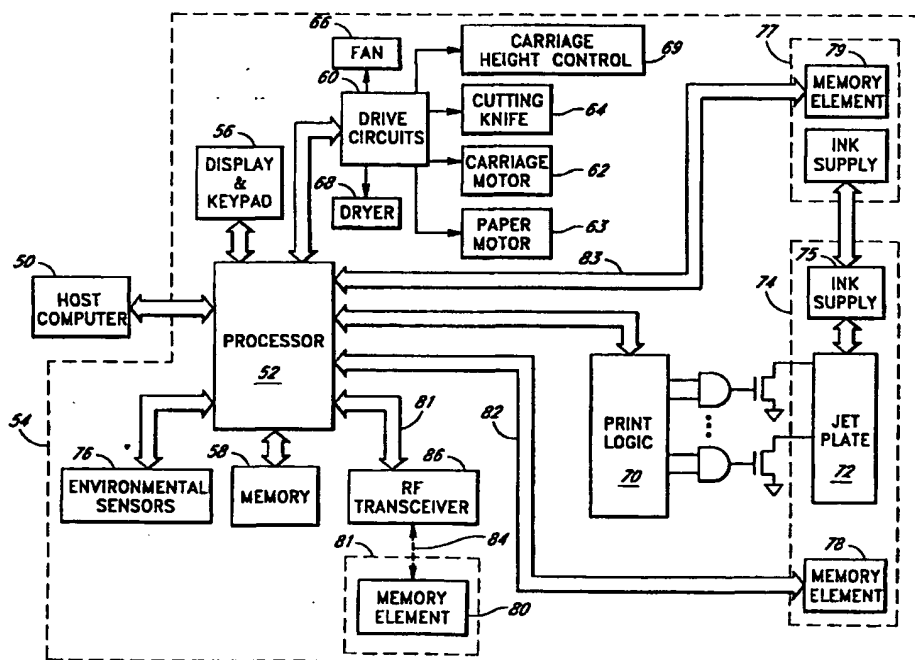 66
FAN
60
DRIVE
CIRCUITS
CARRIAGE
HEIGHT CONTROL
69
CUTTING
KNIFE
64
CARRIAGE
MOTOR
62
PAPER
MOTOR
63
68
DRYER
56
DISPLAY
&
KEYPAD
77
79
MEMORY
ELEMENT
INK
SUPPLY
83
50
HOST
COMPUTER
PROCESSOR
52
74
75
INK
SUPPLY
JET
PLATE
72
PRINT
LOGIC
70
54
76
ENVIRONMENTAL
SENSORS
58
MEMORY
81
82
86
RF
TRANSCEIVER
84
81
MEMORY
ELEMENT
80
78
MEMORY
ELEMENT